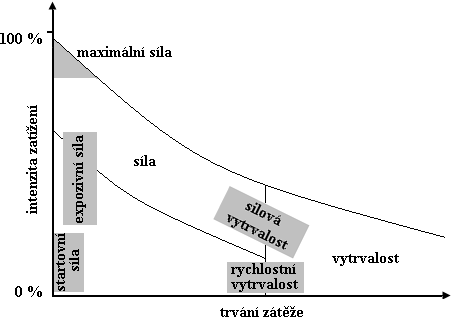 100 %
maximální síla
intenzita zatížení
expozivní síla
síla
silová
vytrvalost
startovní
síla
rychlostní
vytrvalost
vytrvalost
0 %
trvání zátěže